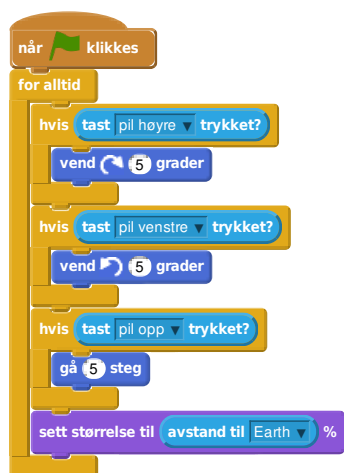 når klikkes
for alltid
hvis tast pil høyre ▼ trykket?
vend 5 grader
hvis tast pil venstre ▼ trykket?
vend 5 grader
hvis tast pil opp ▼ trykket?
gå 5 steg
sett størrelse til avstand til Earth ▼ %